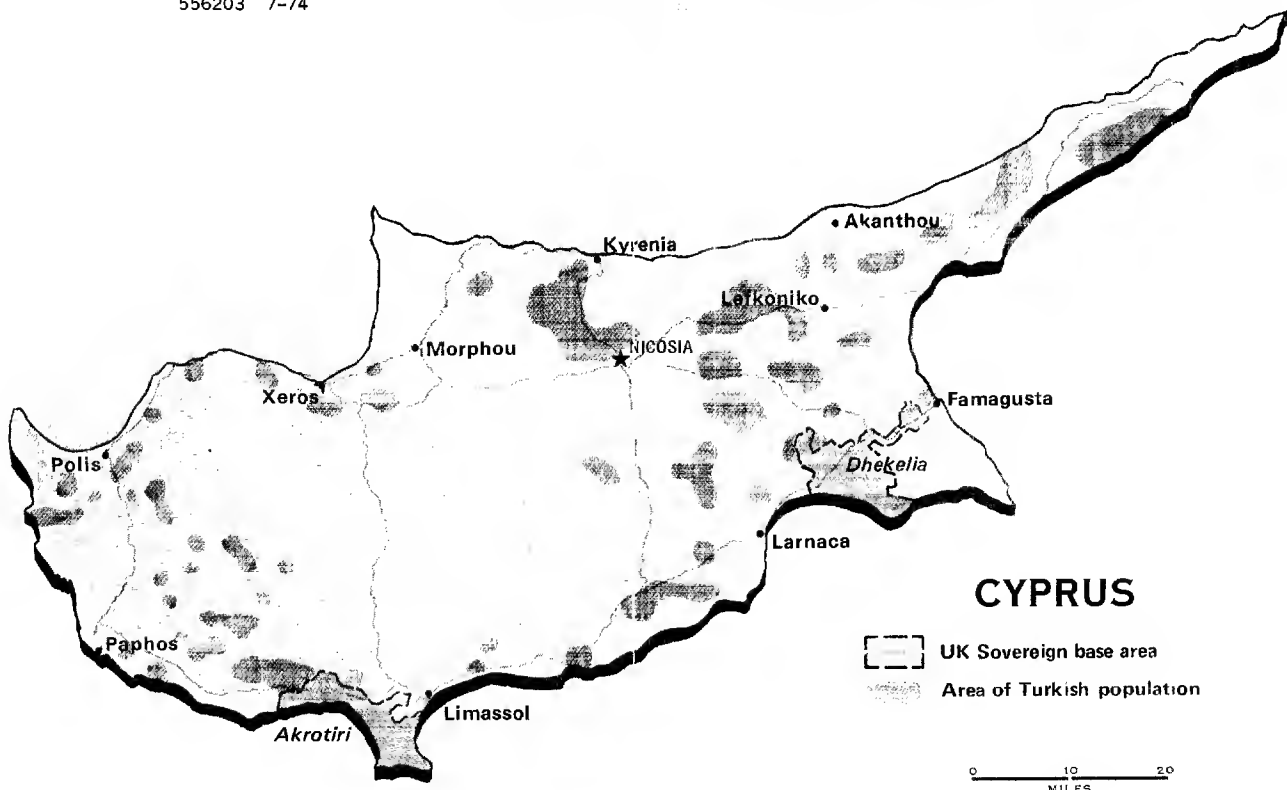 556203 7-74
Akanthou
Kyrenia
Lefkoniko
Morphou
NICOSIA
Xeros
Famagusta
Polis
Dhekelia
Larnaca
CYPRUS
Paphos
UK Sovereign base area
Area of Turkish population
Limassol
Akrotiri
0 10 20
MILES